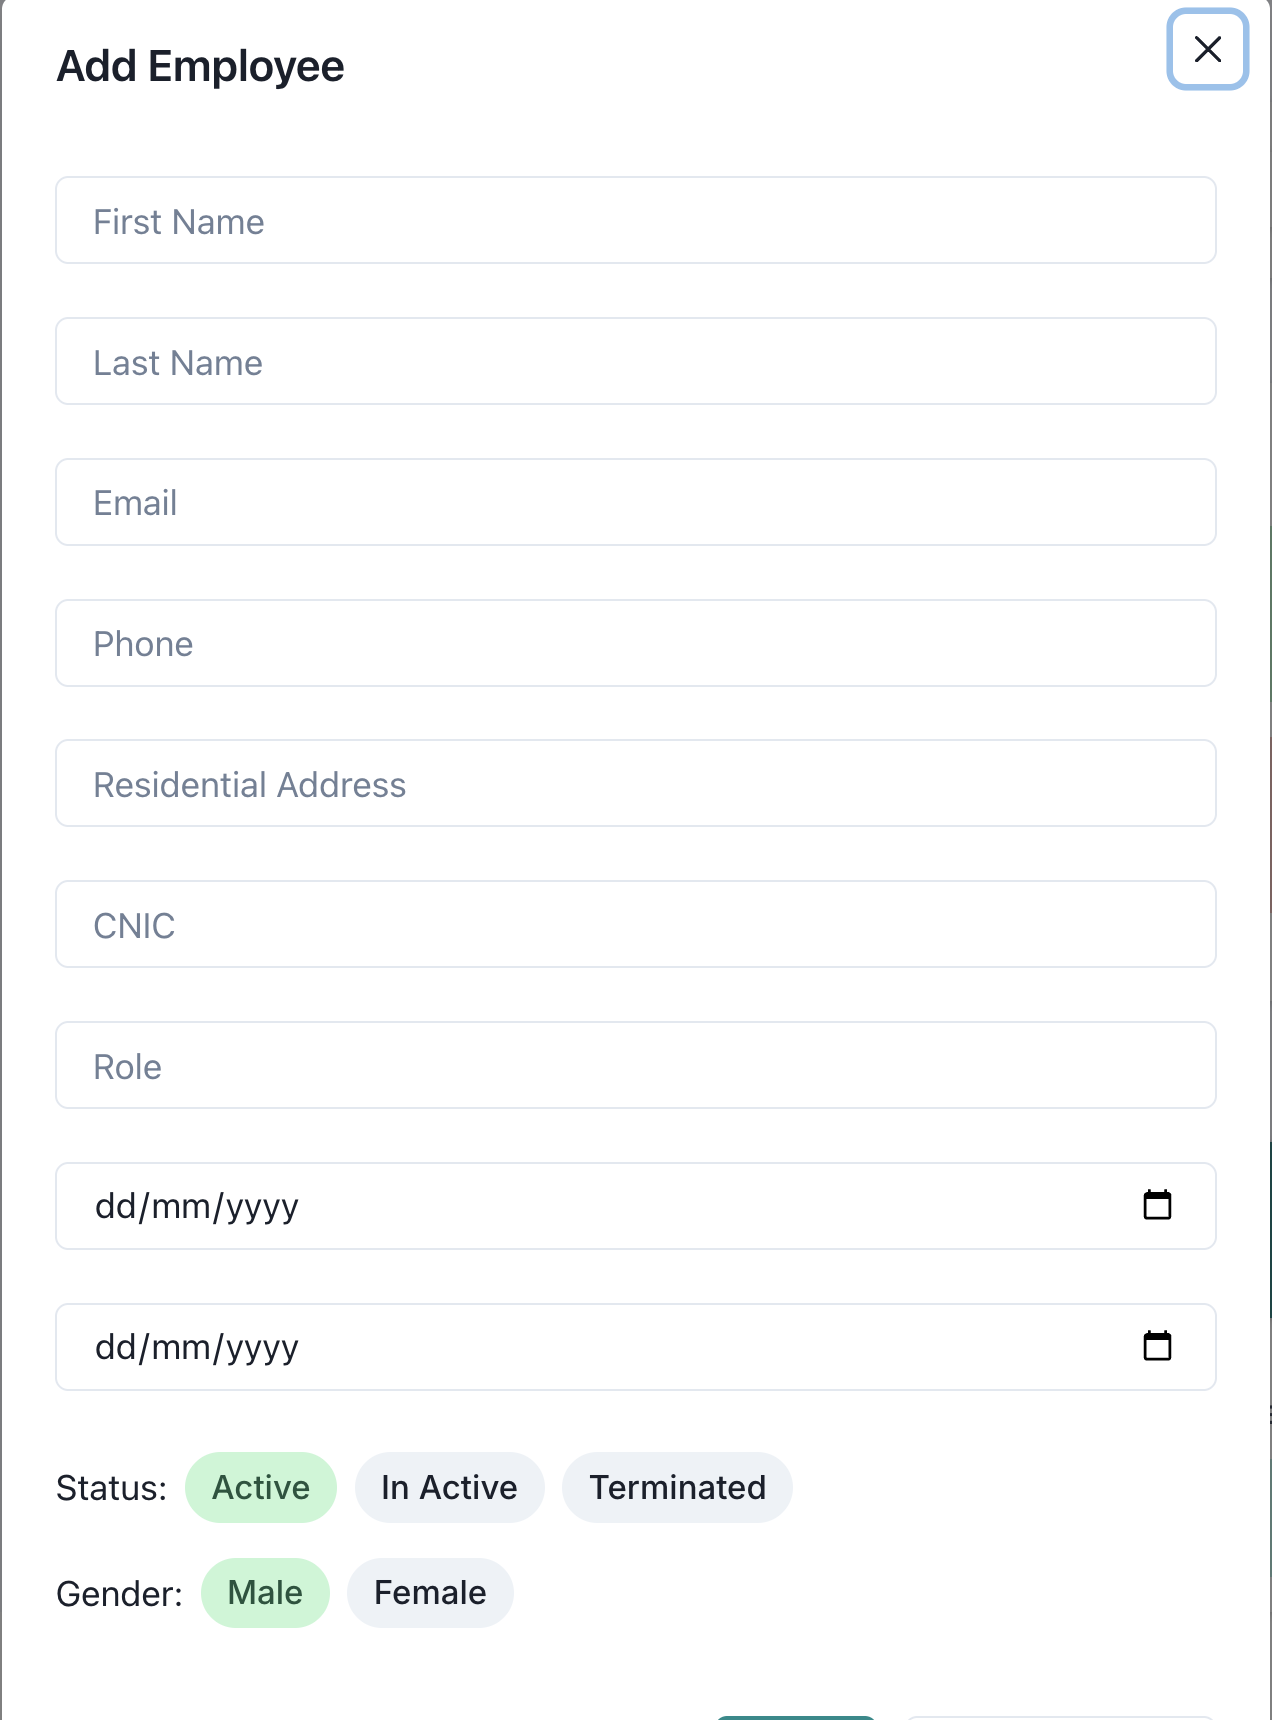 Add Employee
First Name
Last Name
Email
Phone
Residential Address
CNIC
Role
dd/mm/yyyy
dd/mm/yyyy
Status: Active In Active Terminated
Gender: Male Female